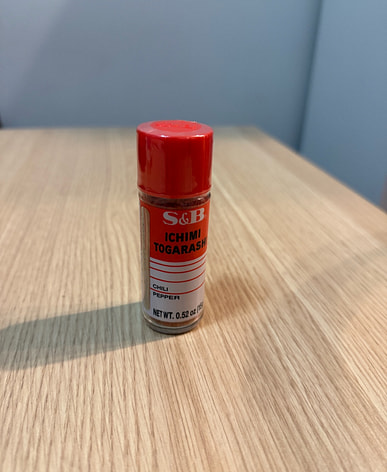 S&B
ICHIMI
TOGARASHI
CHILI
PEPPER
NET WT. 0.52 oz